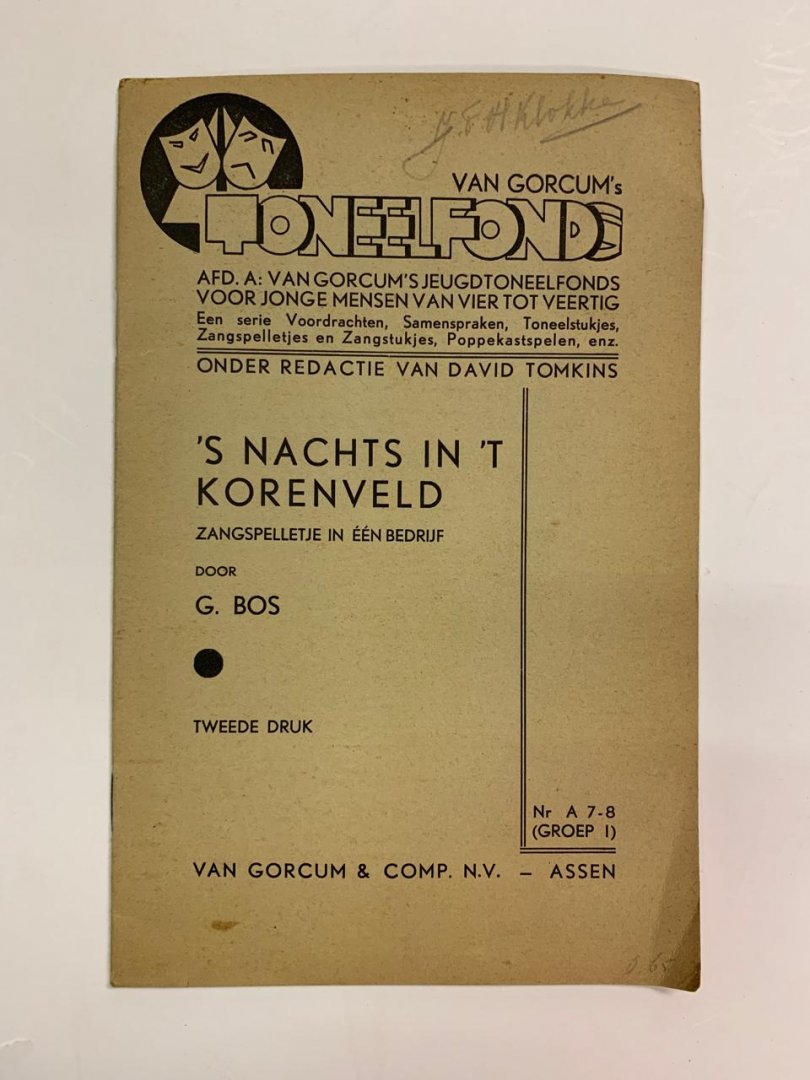 J. F. H Klokke
VAN GORCUM's
TONEELFONDS
AFD. A: VAN GORCUM'S JEUGDTONEELFONDS
VOOR JONGE MENSEN VAN VIER TOT VEERTIG
Een serie Voordrachten, Samenspraken, Toneelstukjes,
Zangspelletjes en Zangstukjes, Poppekastspelen, enz.
ONDER REDACTIE VAN DAVID TOMKINS
'S NACHTS IN 'T
KORENVELD
ZANGSPELLETJE IN ÉÉN BEDRIJF
DOOR
G. BOS
TWEEDE DRUK
Nr A 7-8
(GROEP I)
VAN GORCUM & COMP. N.V. — ASSEN
0.65